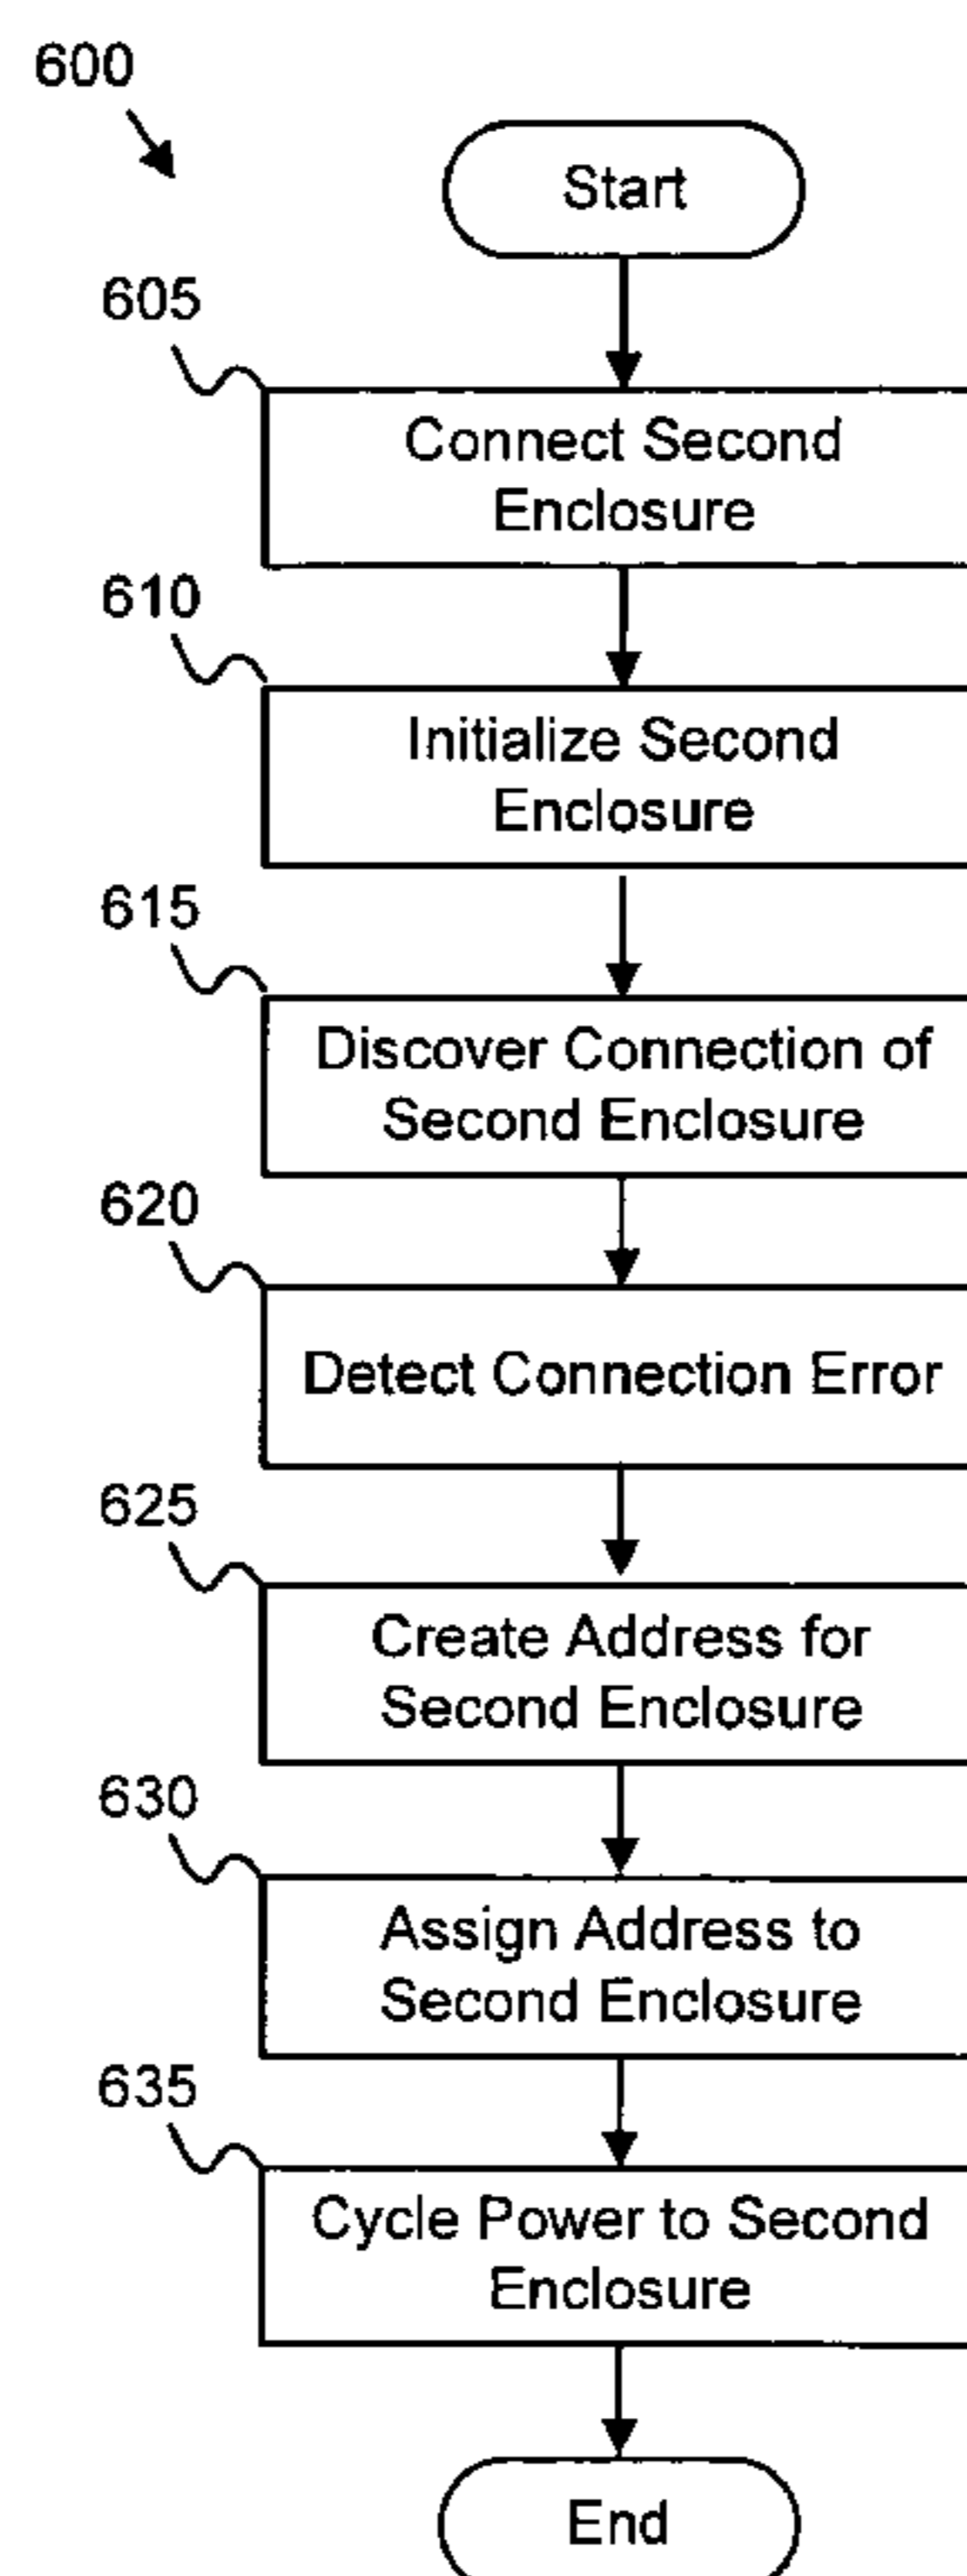 600
Start
605
Connect Second
Enclosure
610
Initialize Second
Enclosure
615
Discover Connection of
Second Enclosure
620
Detect Connection Error
625
Create Address for
Second Enclosure
630
Assign Address to
Second Enclosure
635
Cycle Power to Second
Enclosure
End